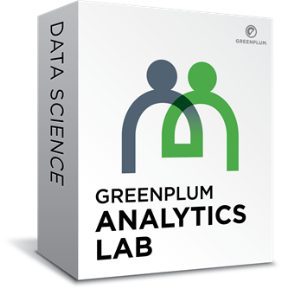 DATA SCIENCE
GREENPLUM
GREENPLUM
ANALYTICS
LAB